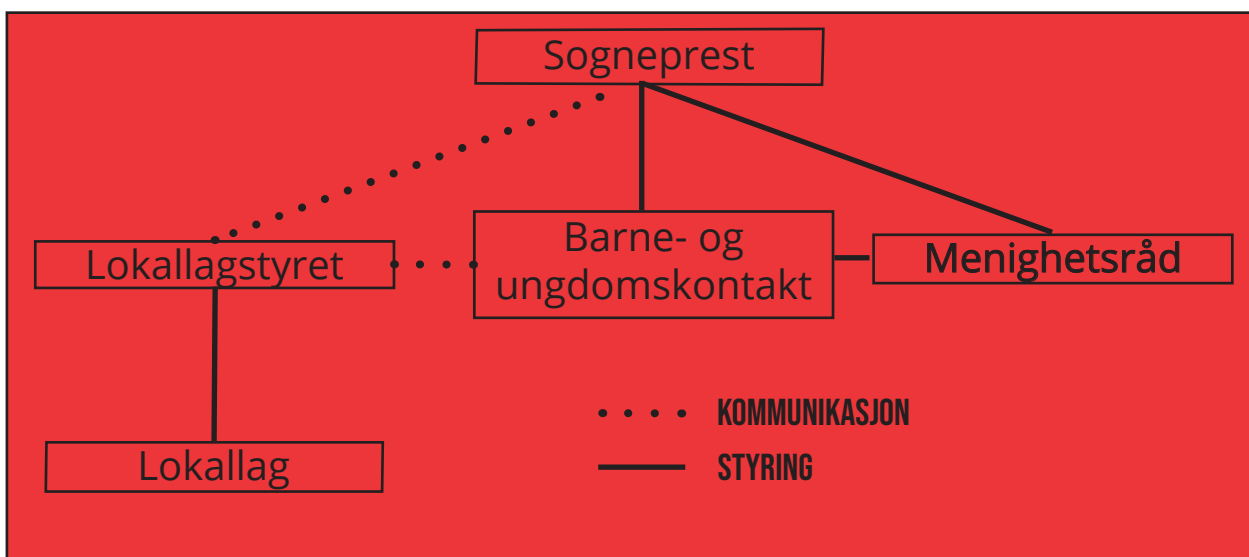 Sogneprest
Lokallagstyret
Barne- og
ungdomskontakt
Menighetsråd
Lokallag
KOMMUNIKASJON
STYRING